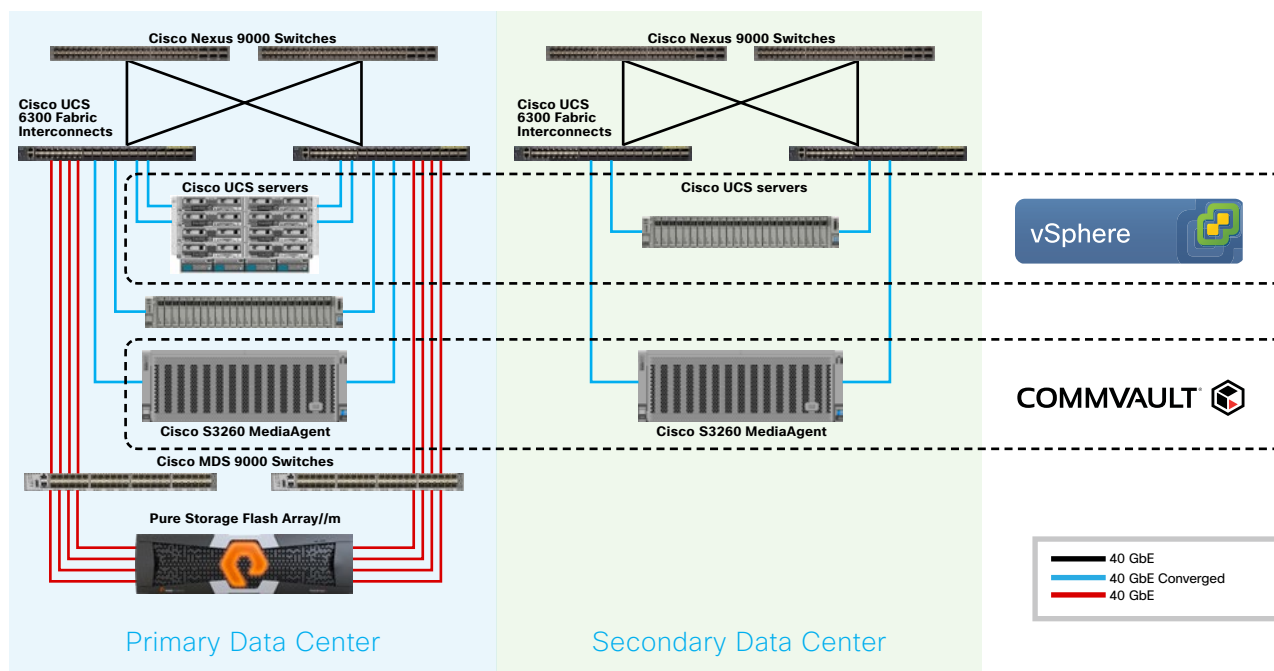 Cisco Nexus 9000 Switches
Cisco UCS
6300 Fabric
Interconnects
Cisco UCS servers
Cisco S3260 MediaAgent
Cisco MDS 9000 Switches
Pure Storage Flash Array//m
Primary Data Center
Cisco Nexus 9000 Switches
Cisco UCS
6300 Fabric
Interconnects
Cisco UCS servers
Cisco S3260 MediaAgent
Secondary Data Center
vSphere
COMMVAULT
40 GbE
40 GbE Converged
40 GbE